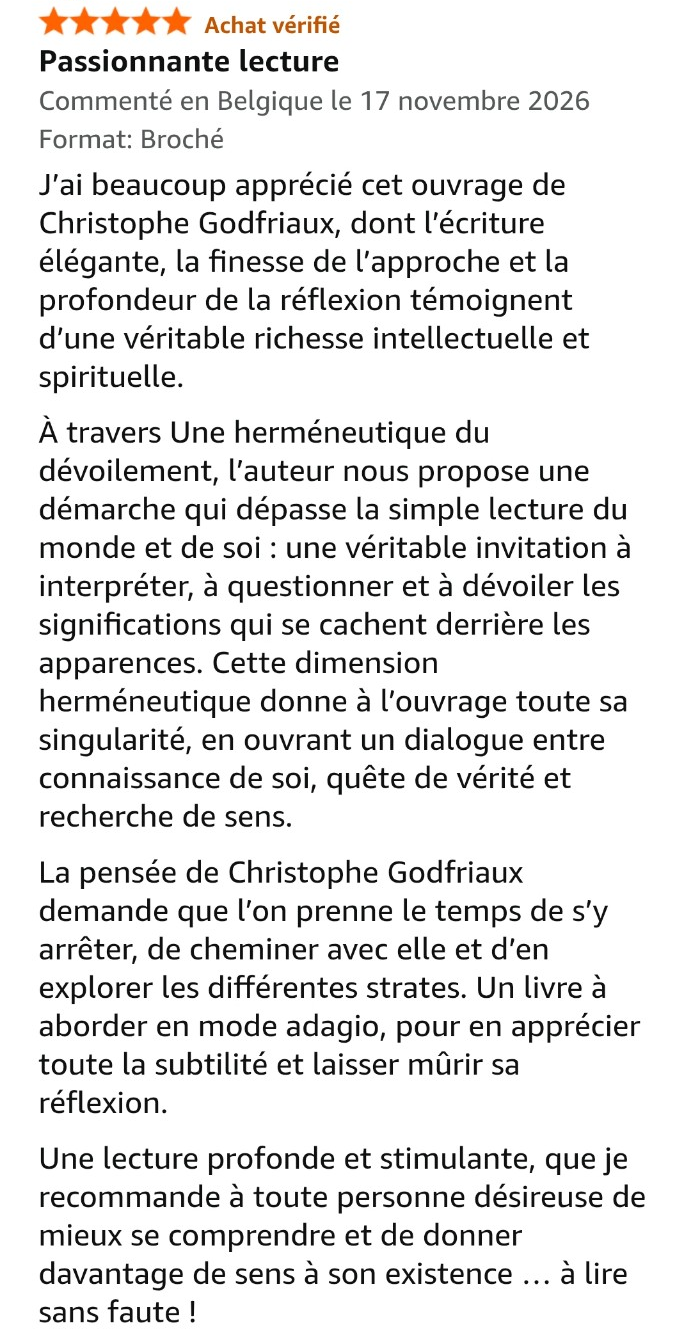 Achat vérifié
Passionnante lecture
Commenté en Belgique le 17 novembre 2026
Format: Broché
J’ai beaucoup apprécié cet ouvrage de
Christophe Godfriaux, dont l’écriture
élégante, la finesse de l’approche et la
profondeur de la réflexion témoignent
d’une véritable richesse intellectuelle et
spirituelle.
À travers Une herméneutique du
dévoilement, l’auteur nous propose une
démarche qui dépasse la simple lecture du
monde et de soi : une véritable invitation à
interpréter, à questionner et à dévoiler les
significations qui se cachent derrière les
apparences. Cette dimension
herméneutique donne à l’ouvrage toute sa
singularité, en ouvrant un dialogue entre
connaissance de soi, quête de vérité et
recherche de sens.
La pensée de Christophe Godfriaux
demande que l’on prenne le temps de s’y
arrêter, de cheminer avec elle et d’en
explorer les différentes strates. Un livre à
aborder en mode adagio, pour en apprécier
toute la subtilité et laisser mûrir sa
réflexion.
Une lecture profonde et stimulante, que je
recommande à toute personne désireuse de
mieux se comprendre et de donner
davantage de sens à son existence … à lire
sans faute !